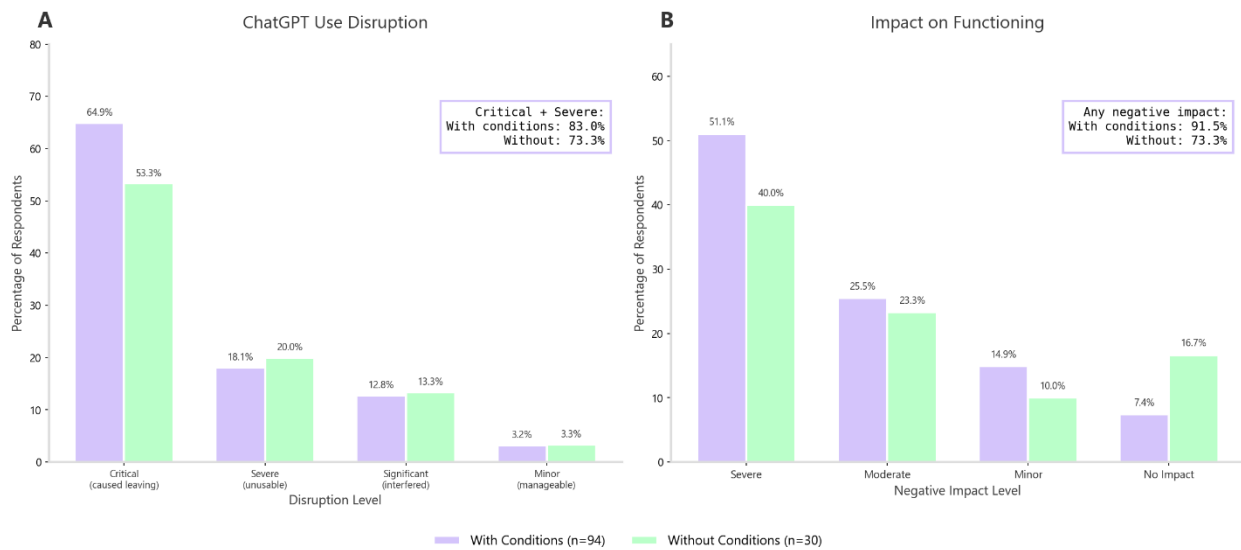 A
ChatGPT Use Disruption
80
70
60
50
40
30
20
10
0
Percentage of Respondents
Critical + Severe:
With conditions: 83.0%
Without: 73.3%
64.9%
53.3%
18.1%
20.0%
12.8%
13.3%
3.2%
3.3%
Critical
(caused leaving)
Severe
(unusable)
Significant
(interfered)
Minor
(manageable)
Disruption Level
B
Impact on Functioning
60
50
40
30
20
10
0
Percentage of Respondents
Any negative impact:
With conditions: 91.5%
Without: 73.3%
51.1%
40.0%
25.5%
23.3%
14.9%
10.0%
7.4%
16.7%
Severe
Moderate
Minor
No Impact
Negative Impact Level
With Conditions (n=94)
Without Conditions (n=30)